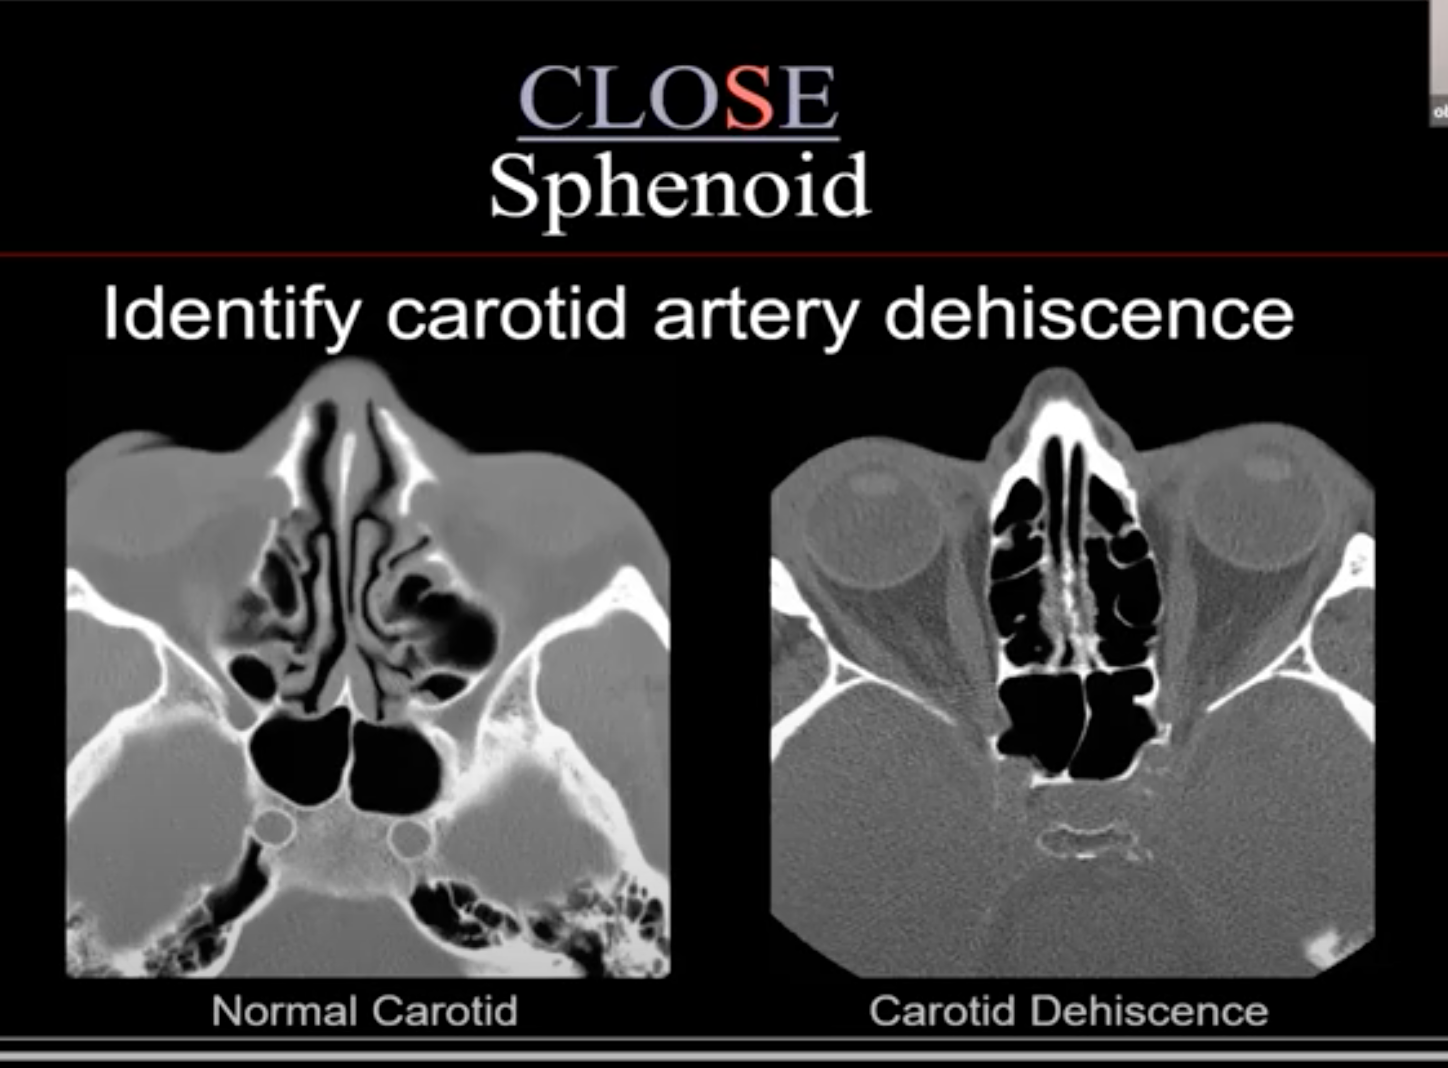 CLOSE
Sphenoid
Identify carotid artery dehiscence
Normal Carotid
Carotid Dehiscence